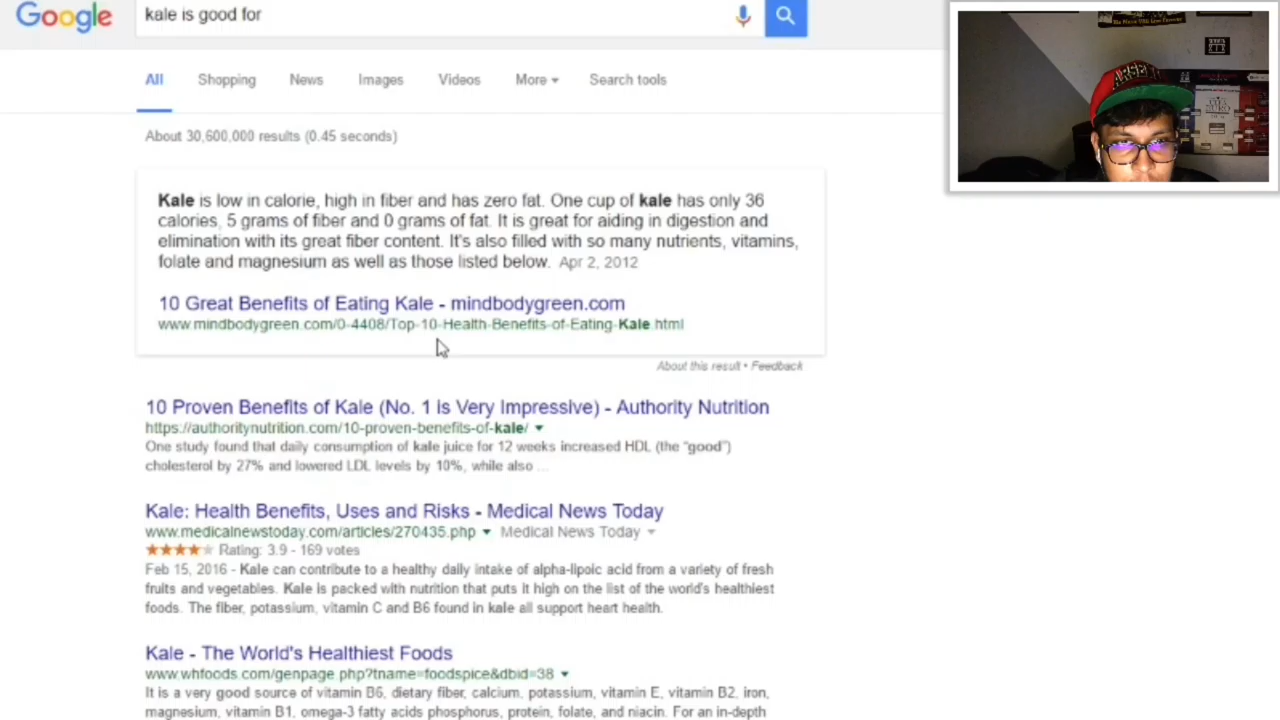 Google
kale is good for
All Shopping News Images Videos More Search tools
About 30,600,000 results (0.45 seconds)
Kale is low in calorie, high in fiber and has zero fat. One cup of kale has only 36
calories, 5 grams of fiber and 0 grams of fat. It is great for aiding in digestion and
elimination with its great fiber content. It's also filled with so many nutrients, vitamins,
folate and magnesium as well as those listed below. Apr 2, 2012
10 Great Benefits of Eating Kale - mindbodygreen.com
www.mindbodygreen.com/0-4408/Top-10-Health-Benefits-of-Eating-Kale.html
About this result • Feedback
10 Proven Benefits of Kale (No. 1 is Very Impressive) - Authority Nutrition
https://authoritynutrition.com/10-proven-benefits-of-kale/
One study found that daily consumption of kale juice for 12 weeks increased HDL (the "good")
cholesterol by 27% and lowered LDL levels by 10%, while also ...
Kale: Health Benefits, Uses and Risks - Medical News Today
www.medicalnewstoday.com/articles/270435.php Medical News Today
Rating: 3.9 - 169 votes
Feb 15, 2016 - Kale can contribute to a healthy daily intake of alpha-lipoic acid from a variety of fresh
fruits and vegetables. Kale is packed with nutrition that puts it high on the list of the world's healthiest
foods. The fiber, potassium, vitamin C and B6 found in kale all support heart health.
Kale - The World's Healthiest Foods
www.whfoods.com/genpage.php?tname=foodspice&dbid=38
It is a very good source of vitamin B6, dietary fiber, calcium, potassium, vitamin E, vitamin B2, iron,
magnesium, vitamin B1, omega-3 fatty acids phosphorus, protein, folate, and niacin. For an in-depth
ARSENAL